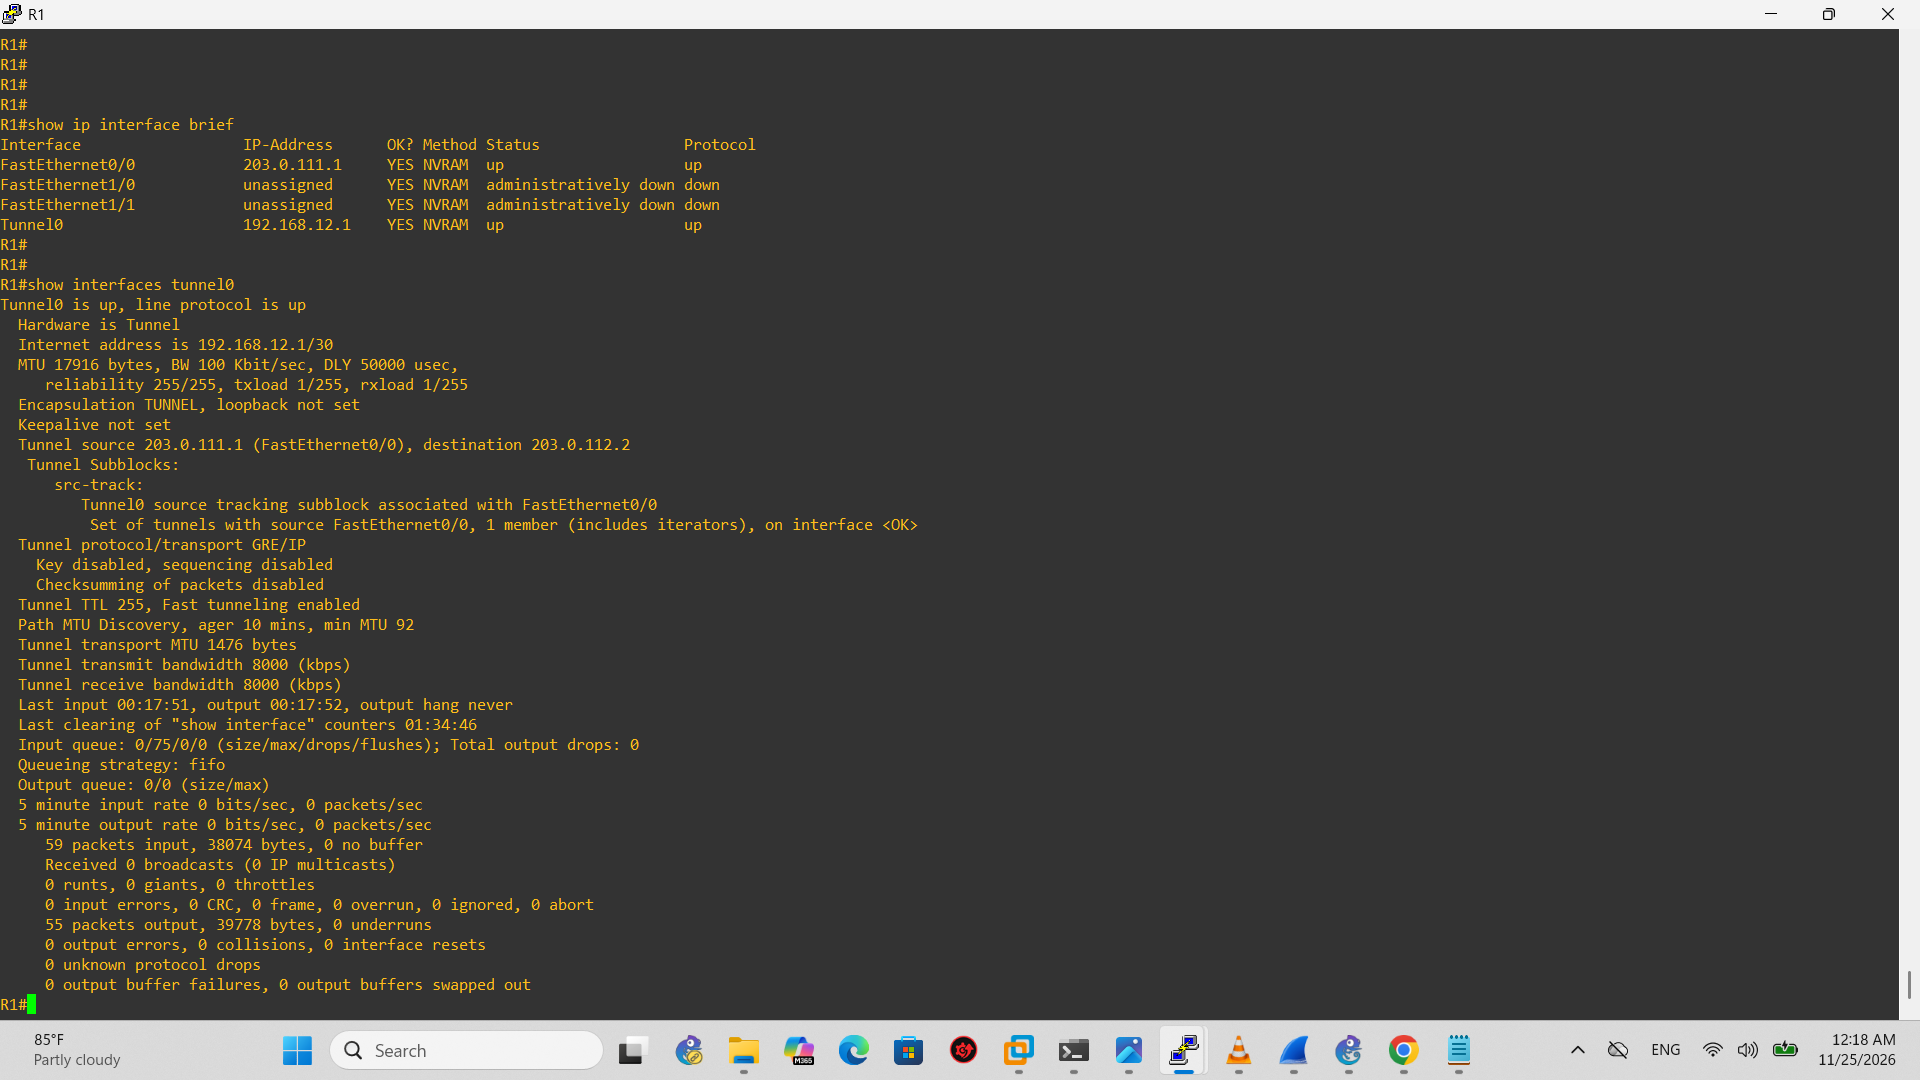 R1
R1#
R1#
R1#
R1#
R1#show ip interface brief
Interface                  IP-Address      OK? Method Status                Protocol
FastEthernet0/0            203.0.111.1     YES NVRAM  up                    up
FastEthernet1/0            unassigned      YES NVRAM  administratively down down
FastEthernet1/1            unassigned      YES NVRAM  administratively down down
Tunnel0                    192.168.12.1    YES NVRAM  up                    up
R1#
R1#
R1#show interfaces tunnel0
Tunnel0 is up, line protocol is up
  Hardware is Tunnel
  Internet address is 192.168.12.1/30
  MTU 17916 bytes, BW 100 Kbit/sec, DLY 50000 usec,
     reliability 255/255, txload 1/255, rxload 1/255
  Encapsulation TUNNEL, loopback not set
  Keepalive not set
  Tunnel source 203.0.111.1 (FastEthernet0/0), destination 203.0.112.2
   Tunnel Subblocks:
      src-track:
         Tunnel0 source tracking subblock associated with FastEthernet0/0
          Set of tunnels with source FastEthernet0/0, 1 member (includes iterators), on interface <OK>
  Tunnel protocol/transport GRE/IP
    Key disabled, sequencing disabled
    Checksumming of packets disabled
  Tunnel TTL 255, Fast tunneling enabled
  Path MTU Discovery, ager 10 mins, min MTU 92
  Tunnel transport MTU 1476 bytes
  Tunnel transmit bandwidth 8000 (kbps)
  Tunnel receive bandwidth 8000 (kbps)
  Last input 00:17:51, output 00:17:52, output hang never
  Last clearing of "show interface" counters 01:34:46
  Input queue: 0/75/0/0 (size/max/drops/flushes); Total output drops: 0
  Queueing strategy: fifo
  Output queue: 0/0 (size/max)
  5 minute input rate 0 bits/sec, 0 packets/sec
  5 minute output rate 0 bits/sec, 0 packets/sec
     59 packets input, 38074 bytes, 0 no buffer
     Received 0 broadcasts (0 IP multicasts)
     0 runts, 0 giants, 0 throttles
     0 input errors, 0 CRC, 0 frame, 0 overrun, 0 ignored, 0 abort
     55 packets output, 39778 bytes, 0 underruns
     0 output errors, 0 collisions, 0 interface resets
     0 unknown protocol drops
     0 output buffer failures, 0 output buffers swapped out
R1#
85°F
Partly cloudy
Search
M365
ENG
12:18 AM
11/25/2026